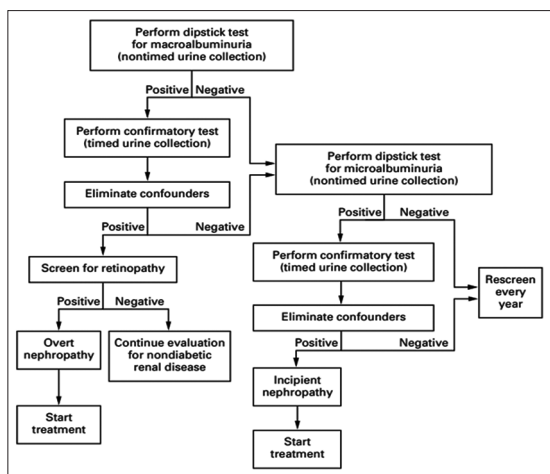 Perform dipstick test
for macroalbuminuria
(nontimed urine collection)
Positive Negative
Perform confirmatory test
(timed urine collection)
Eliminate confounders
Positive Negative
Screen for retinopathy
Positive Negative
Overt
nephropathy
Continue evaluation
for nondiabetic
renal disease
Start
treatment
Perform dipstick test
for microalbuminuria
(nontimed urine collection)
Positive Negative
Perform confirmatory test
(timed urine collection)
Eliminate confounders
Positive Negative
Rescreen
every
year
Incipient
nephropathy
Start
treatment